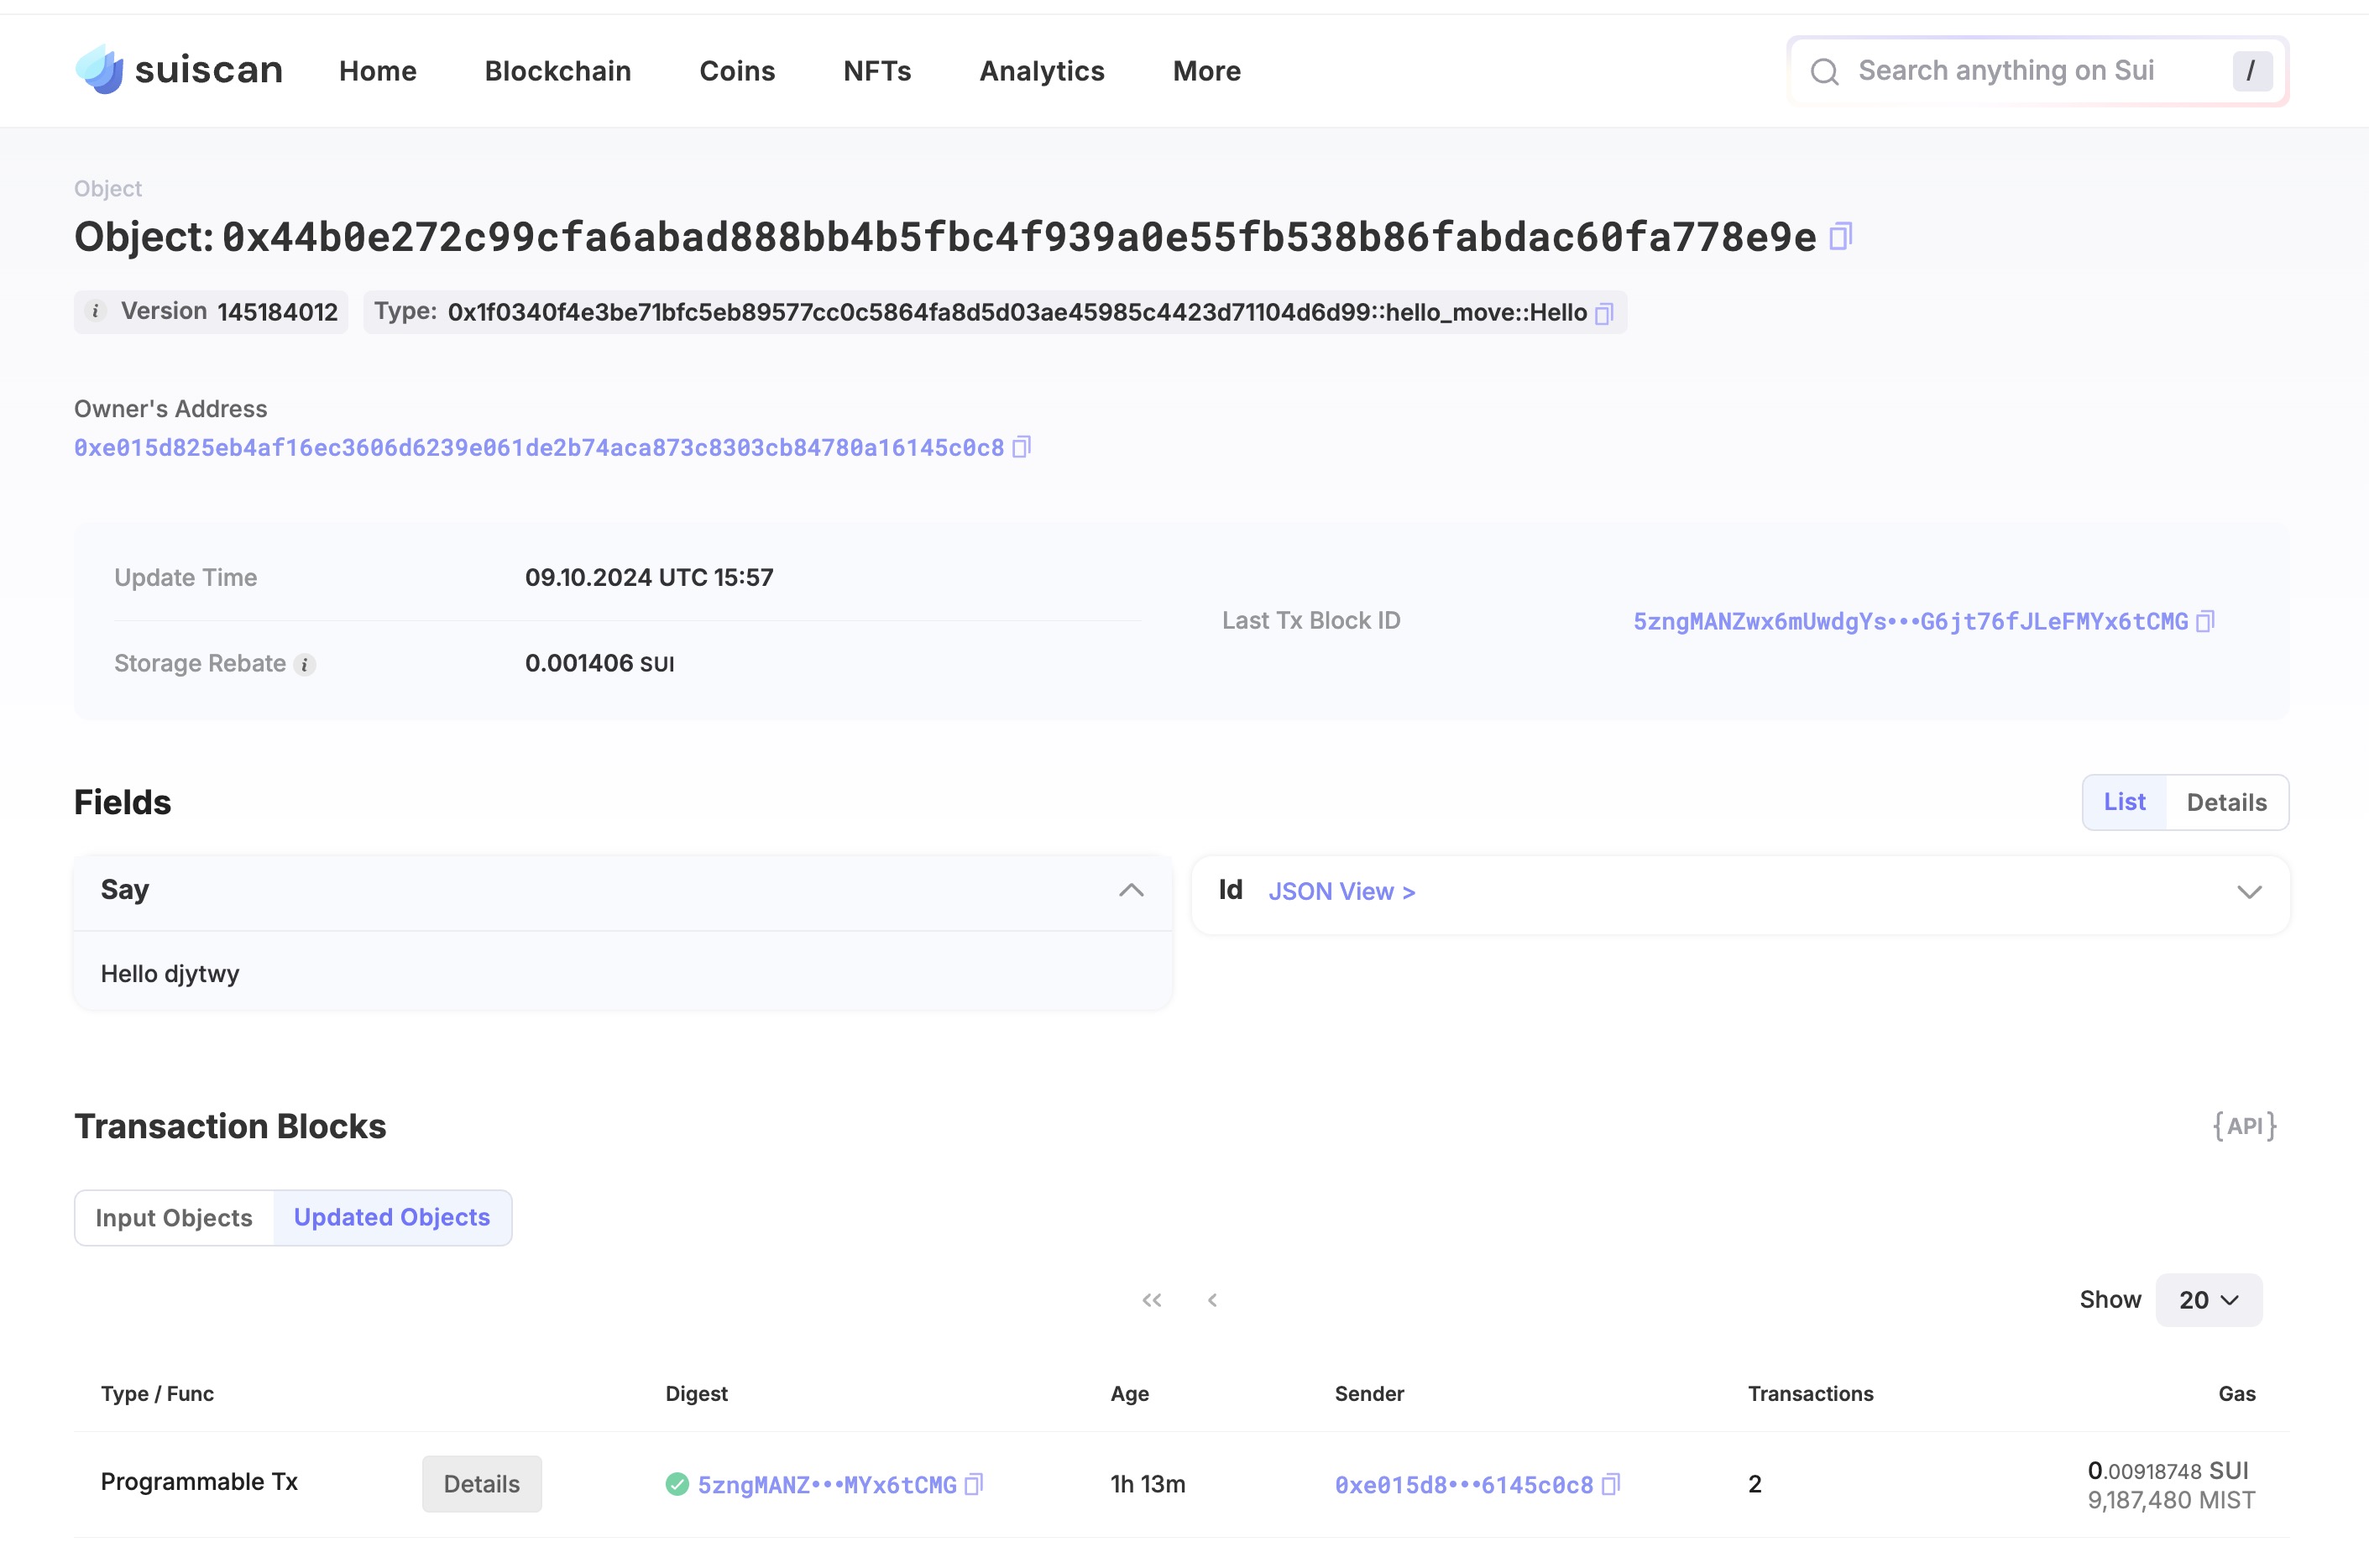 suiscan Home Blockchain Coins NFTs Analytics More Search anything on Sui /
Object
Object: 0x44b0e272c99cfa6abad888bb4b5fbc4f939a0e55fb538b86fabdac60fa778e9e
i Version 145184012 Type: 0x1f0340f4e3be71bfc5eb89577cc0c5864fa8d5d03ae45985c4423d71104d6d99::hello_move::Hello
Owner's Address
0xe015d825eb4af16ec3606d6239e061de2b74aca873c8303cb84780a16145c0c8
Update Time 09.10.2024 UTC 15:57
Last Tx Block ID 5zngMANZwx6mUwdgYs•••G6jt76fJLeFMYx6tCMG
Storage Rebate i 0.001406 SUI
Fields List Details
Say
Id JSON View >
Hello djytwy
Transaction Blocks {API}
Input Objects Updated Objects
Show 20
Type / Func Digest Age Sender Transactions Gas
Programmable Tx Details 5zngMANZ•••MYx6tCMG 1h 13m 0xe015d8•••6145c0c8 2 0.00918748 SUI
9,187,480 MIST